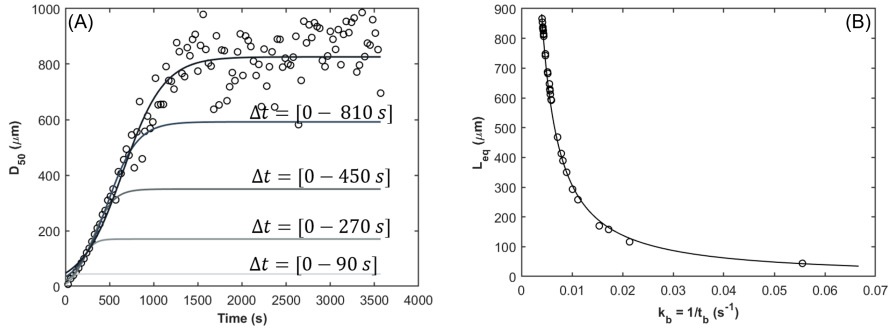 (A)
1000
800
600
400
200
0
D50 (μm)
Δt = [0 − 810 s]
Δt = [0 − 450 s]
Δt = [0 − 270 s]
Δt = [0 − 90 s]
0 500 1000 1500 2000 2500 3000 3500 4000
Time (s)
(B)
900
800
700
600
500
400
300
200
100
0
Leq (μm)
0 0.01 0.02 0.03 0.04 0.05 0.06 0.07
kb = 1/tb (s-1)